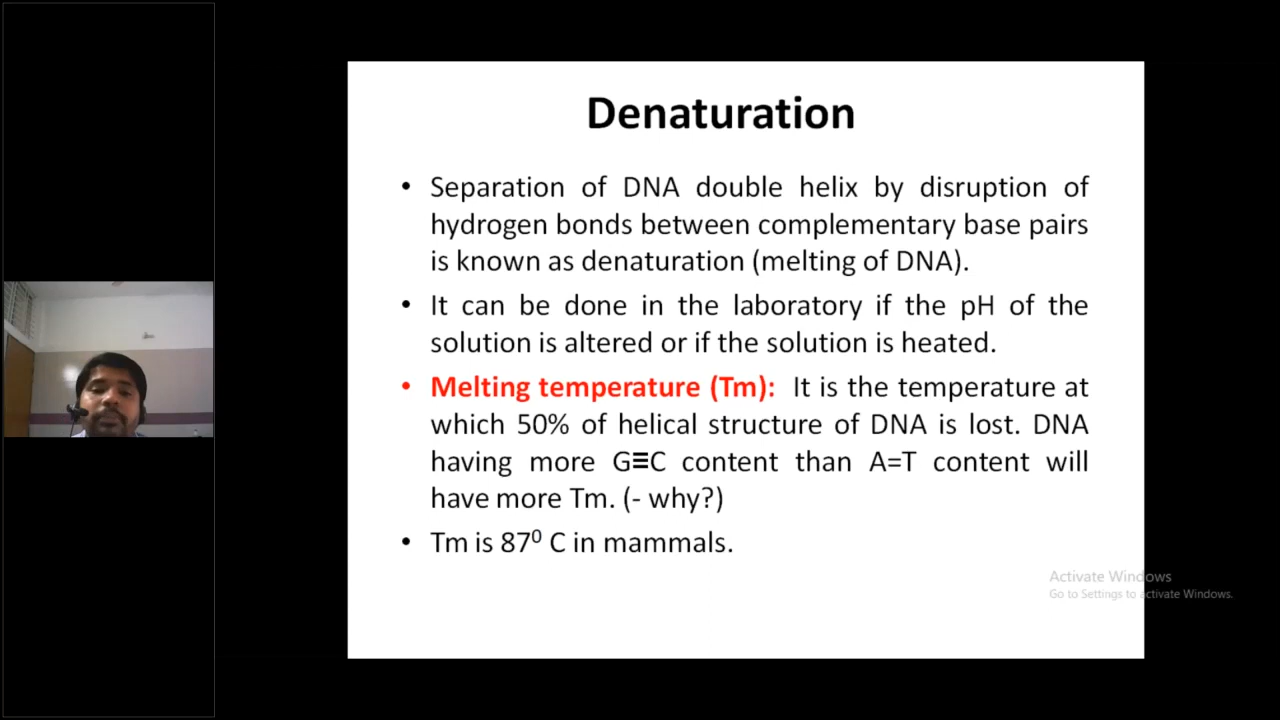 Denaturation
• Separation of DNA double helix by disruption of
hydrogen bonds between complementary base pairs
is known as denaturation (melting of DNA).
• It can be done in the laboratory if the pH of the
solution is altered or if the solution is heated.
• Melting temperature (Tm): It is the temperature at
which 50% of helical structure of DNA is lost. DNA
having more G≡C content than A=T content will
have more Tm. (- why?)
• Tm is 87⁰ C in mammals.
Activate Windows
Go to Settings to activate Windows.